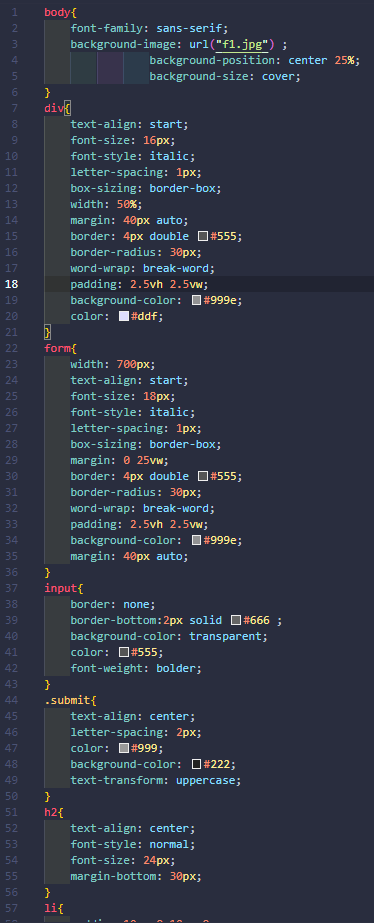 1 body{
2 font-family: sans-serif;
3 background-image: url("f1.jpg") ;
4 background-position: center 25%;
5 background-size: cover;
6 }
7 div{
8 text-align: start;
9 font-size: 16px;
10 font-style: italic;
11 letter-spacing: 1px;
12 box-sizing: border-box;
13 width: 50%;
14 margin: 40px auto;
15 border: 4px double #555;
16 border-radius: 30px;
17 word-wrap: break-word;
18 padding: 2.5vh 2.5vw;
19 background-color: #999e;
20 color: #ddf;
21 }
22 form{
23 width: 700px;
24 text-align: start;
25 font-size: 18px;
26 font-style: italic;
27 letter-spacing: 1px;
28 box-sizing: border-box;
29 margin: 0 25vw;
30 border: 4px double #555;
31 border-radius: 30px;
32 word-wrap: break-word;
33 padding: 2.5vh 2.5vw;
34 background-color: #999e;
35 margin: 40px auto;
36 }
37 input{
38 border: none;
39 border-bottom:2px solid #666 ;
40 background-color: transparent;
41 color: #555;
42 font-weight: bolder;
43 }
44 .submit{
45 text-align: center;
46 letter-spacing: 2px;
47 color: #999;
48 background-color: #222;
49 text-transform: uppercase;
50 }
51 h2{
52 text-align: center;
53 font-style: normal;
54 font-size: 24px;
55 margin-bottom: 30px;
56 }
57 li{